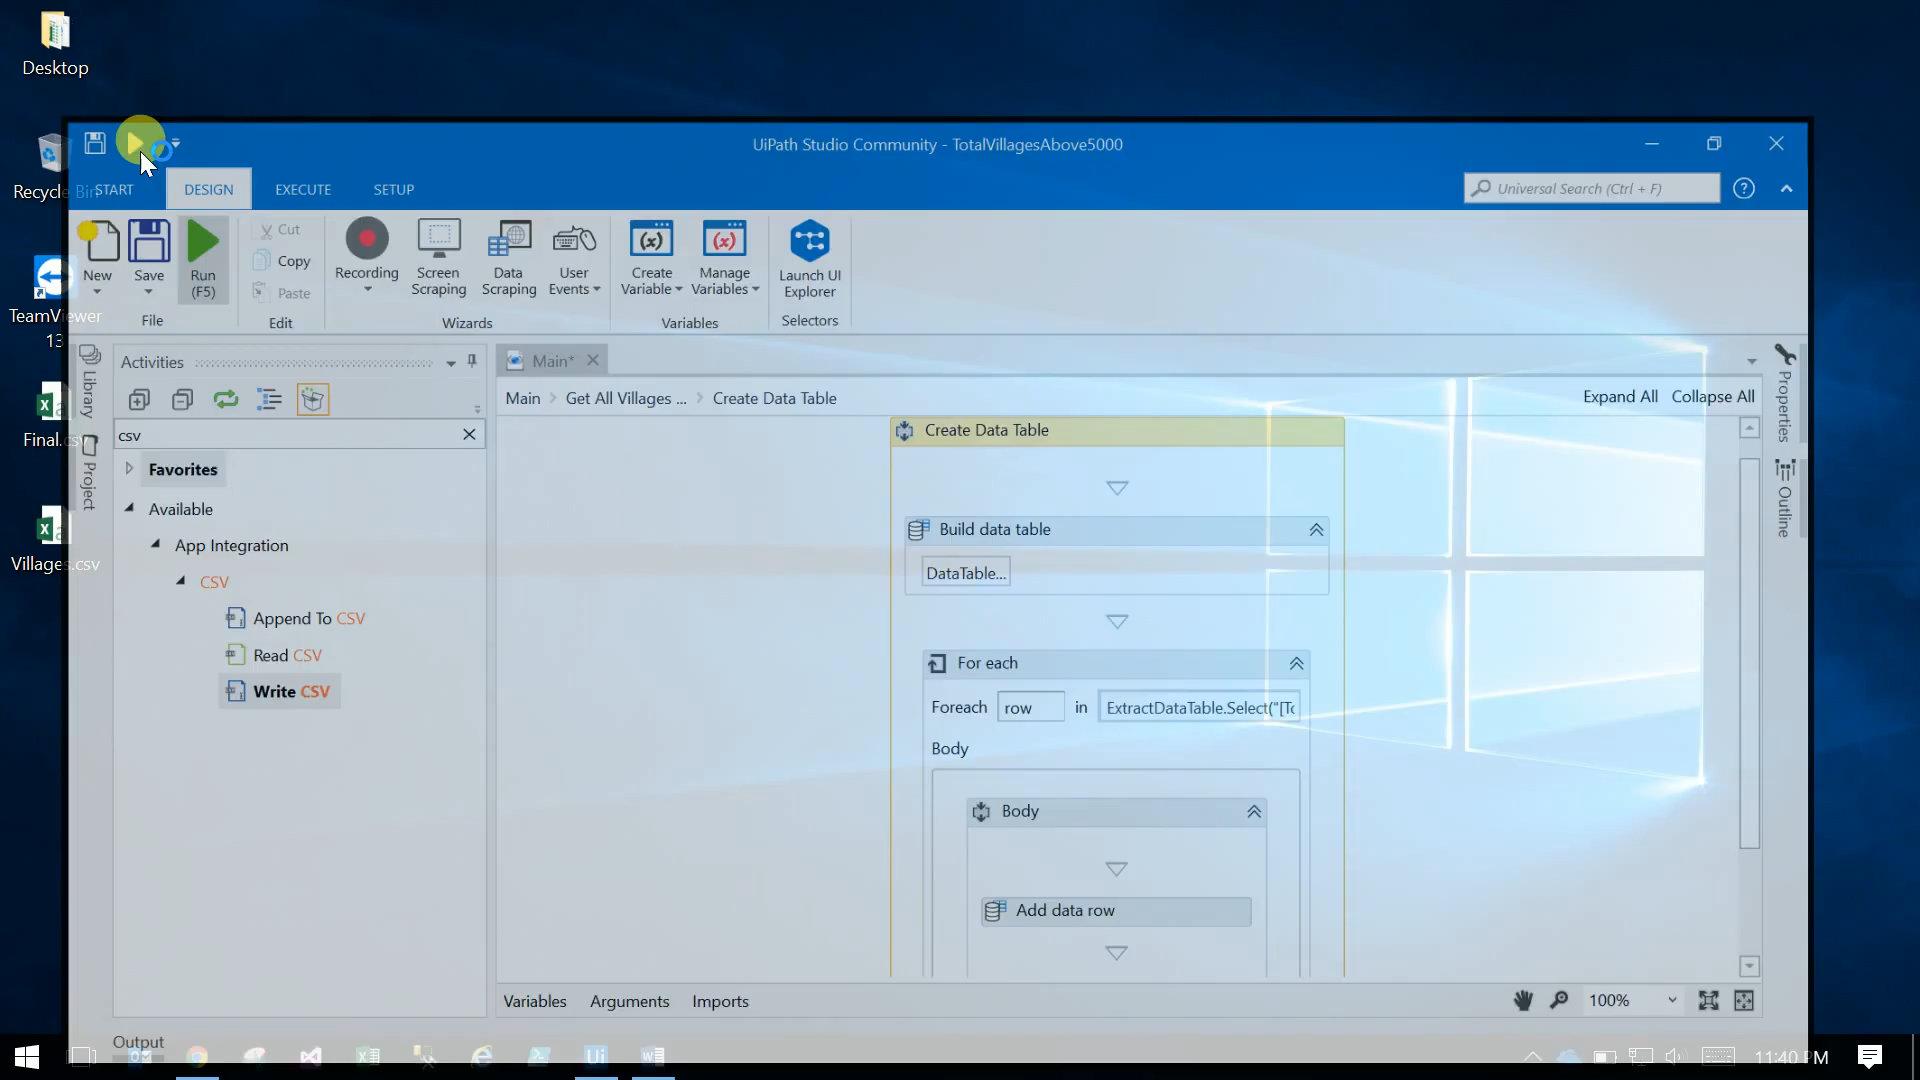 Desktop
Recycle Bin
TeamViewer
13
Final.csv
Villages.csv
UiPath Studio Community - TotalVillagesAbove5000
START
DESIGN
EXECUTE
SETUP
Universal Search (Ctrl + F)
New
Save
Run
(F5)
File
Cut
Copy
Paste
Edit
Recording
Screen
Scraping
Data
Scraping
User
Events
Wizards
Create
Variable
Manage
Variables
Variables
Launch UI
Explorer
Selectors
Library
Project
Activities
csv
Favorites
Available
App Integration
CSV
Append To CSV
Read CSV
Write CSV
Main*
Main > Get All Villages ... > Create Data Table
Expand All
Collapse All
Create Data Table
Build data table
DataTable...
For each
Foreach row in ExtractDataTable.Select("[To
Body
Body
Add data row
Properties
Outline
Variables
Arguments
Imports
100%
Output
11:40 PM